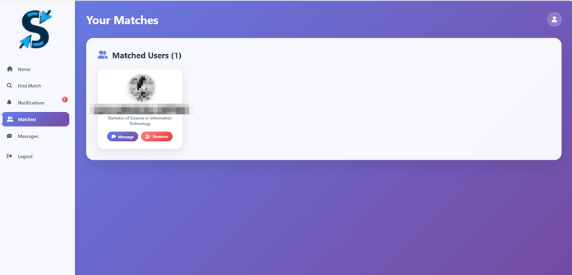 Your Matches
Home
Find Match
Notifications
Matched
Messages
Logout
Matched Users (1)
Bachelor of Science in Information
Technology
Message
Remove